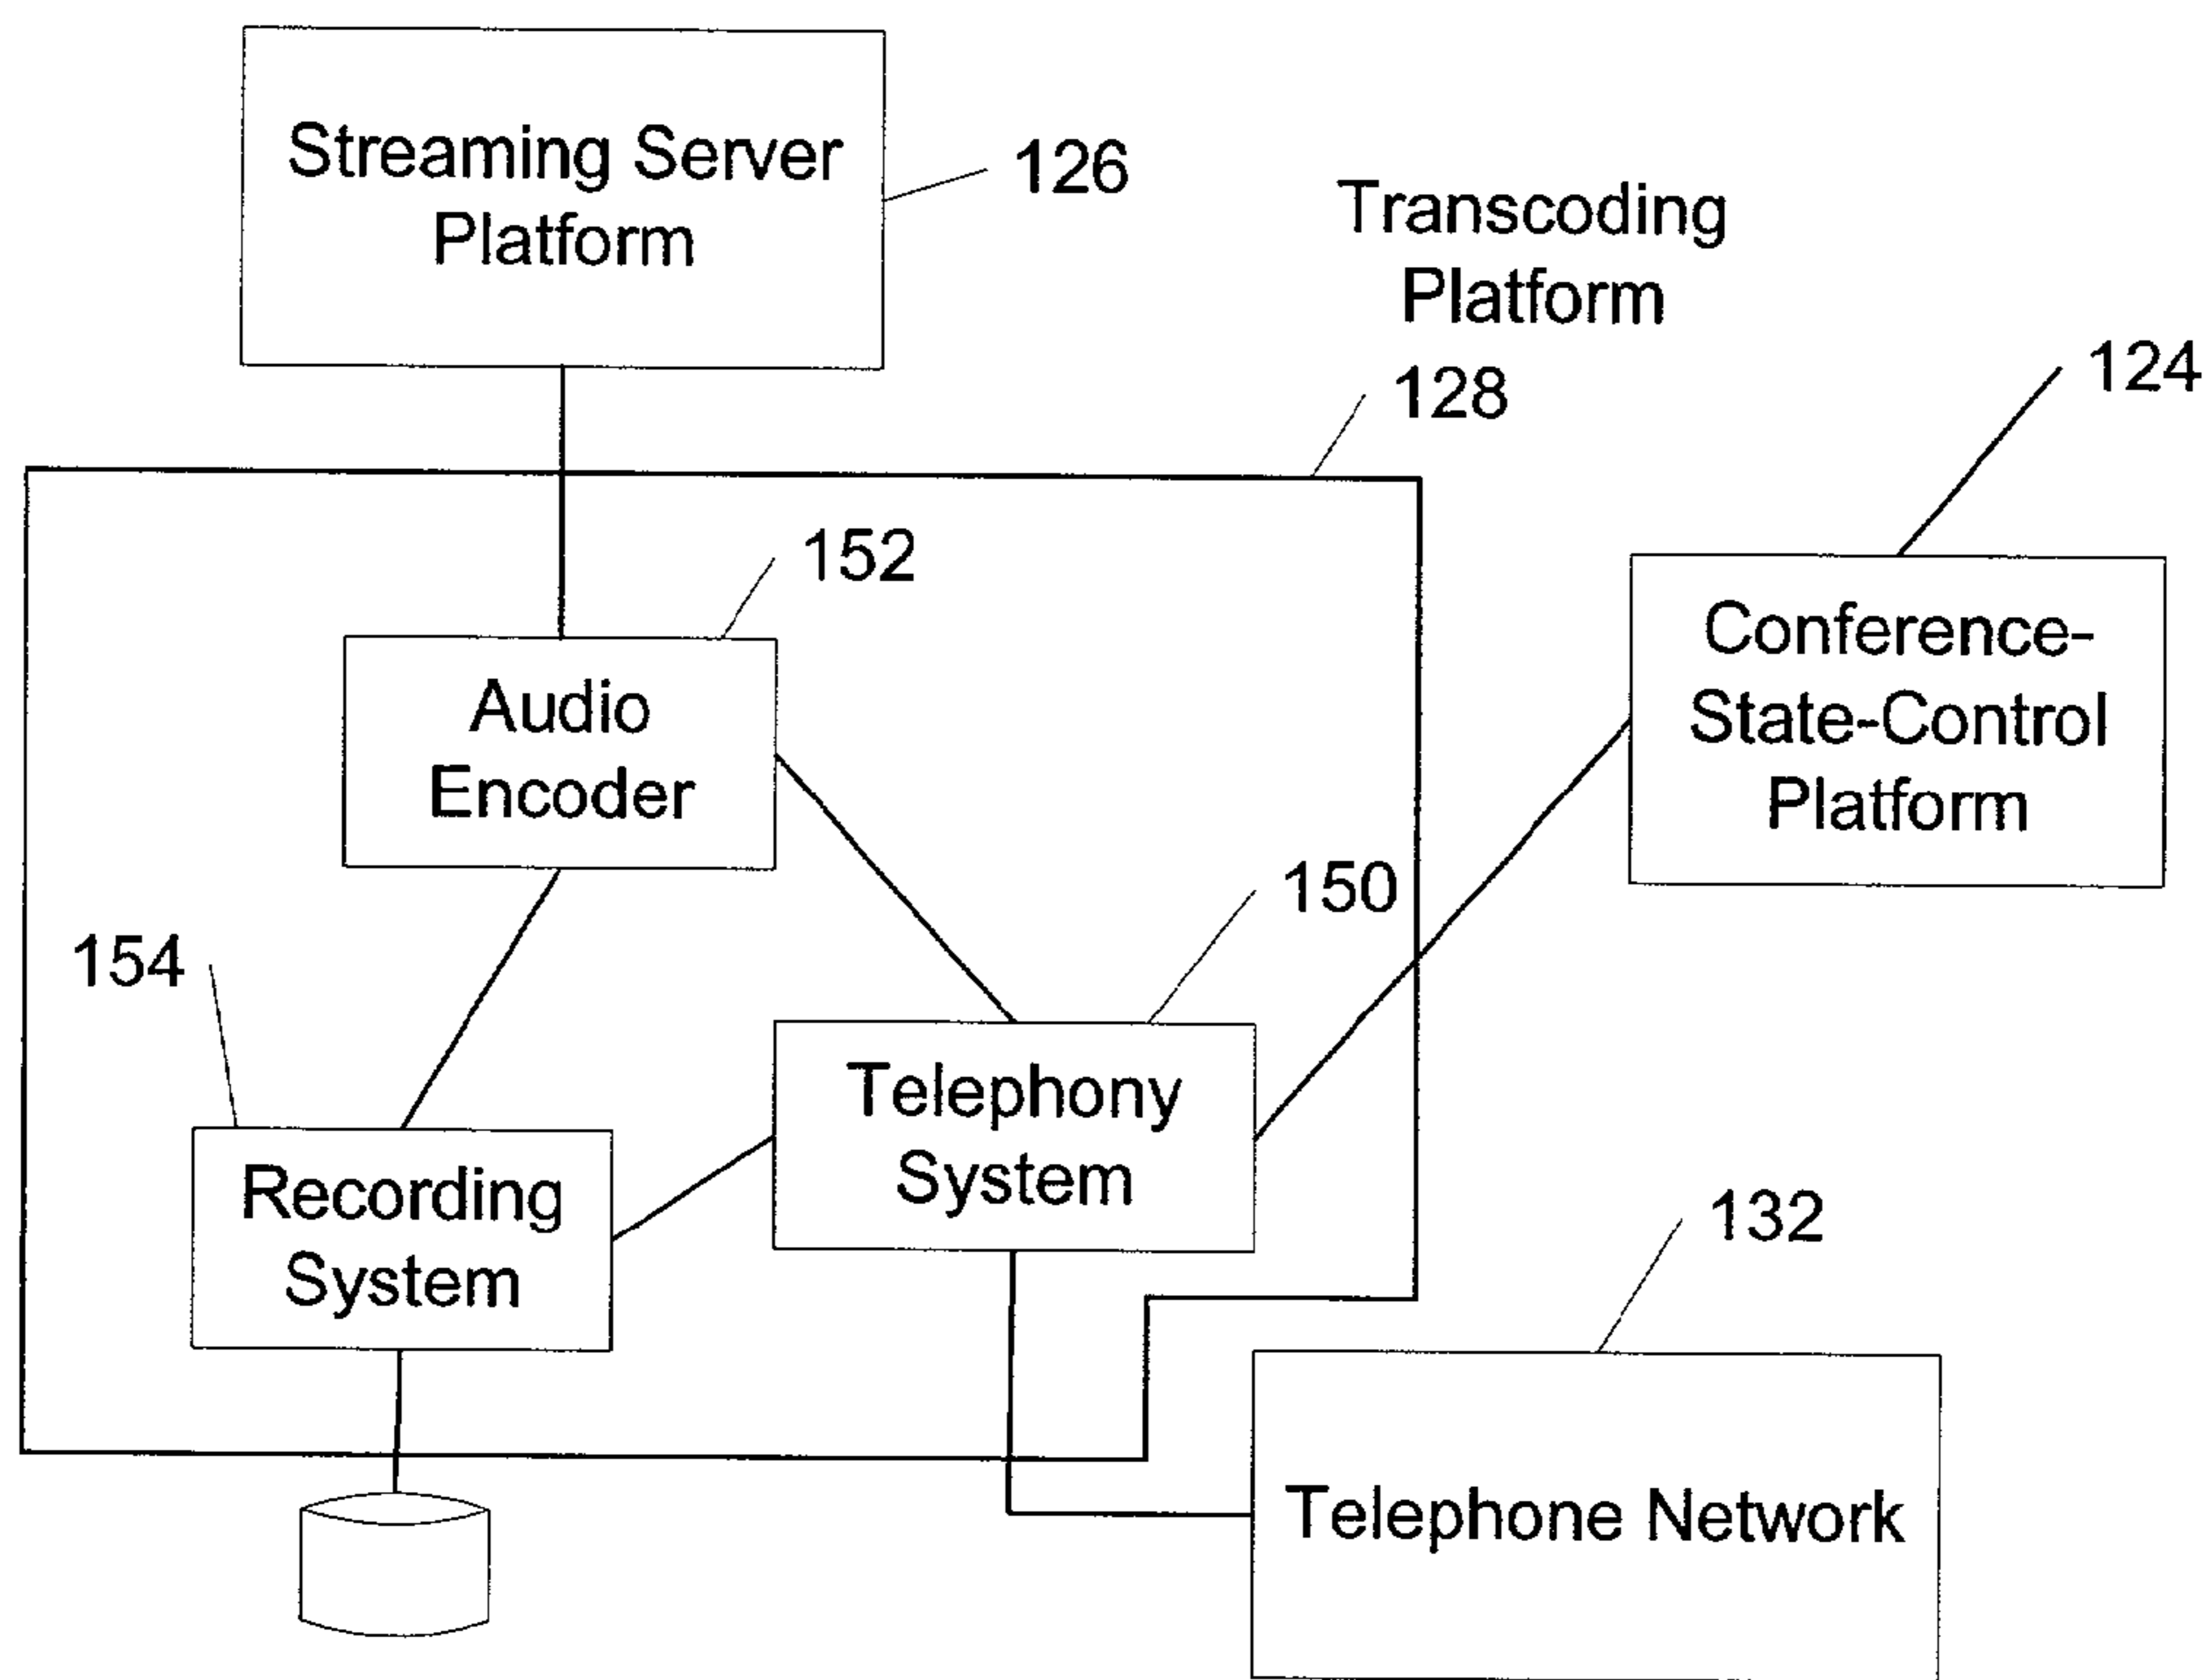 Streaming Server
Platform
126
Transcoding
Platform
128
124
152
Audio
Encoder
Conference-
State-Control
Platform
150
154
Telephony
System
Recording
System
132
Telephone Network